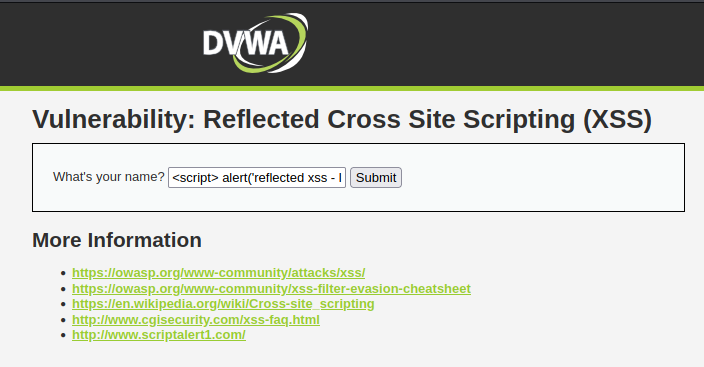 DVWA
Vulnerability: Reflected Cross Site Scripting (XSS)
What's your name? <script> alert('reflected xss - Submit
More Information
https://owasp.org/www-community/attacks/xss/
https://owasp.org/www-community/xss-filter-evasion-cheatsheet
https://en.wikipedia.org/wiki/Cross-site_scripting
http://www.cgisecurity.com/xss-faq.html
http://www.scriptalert1.com/